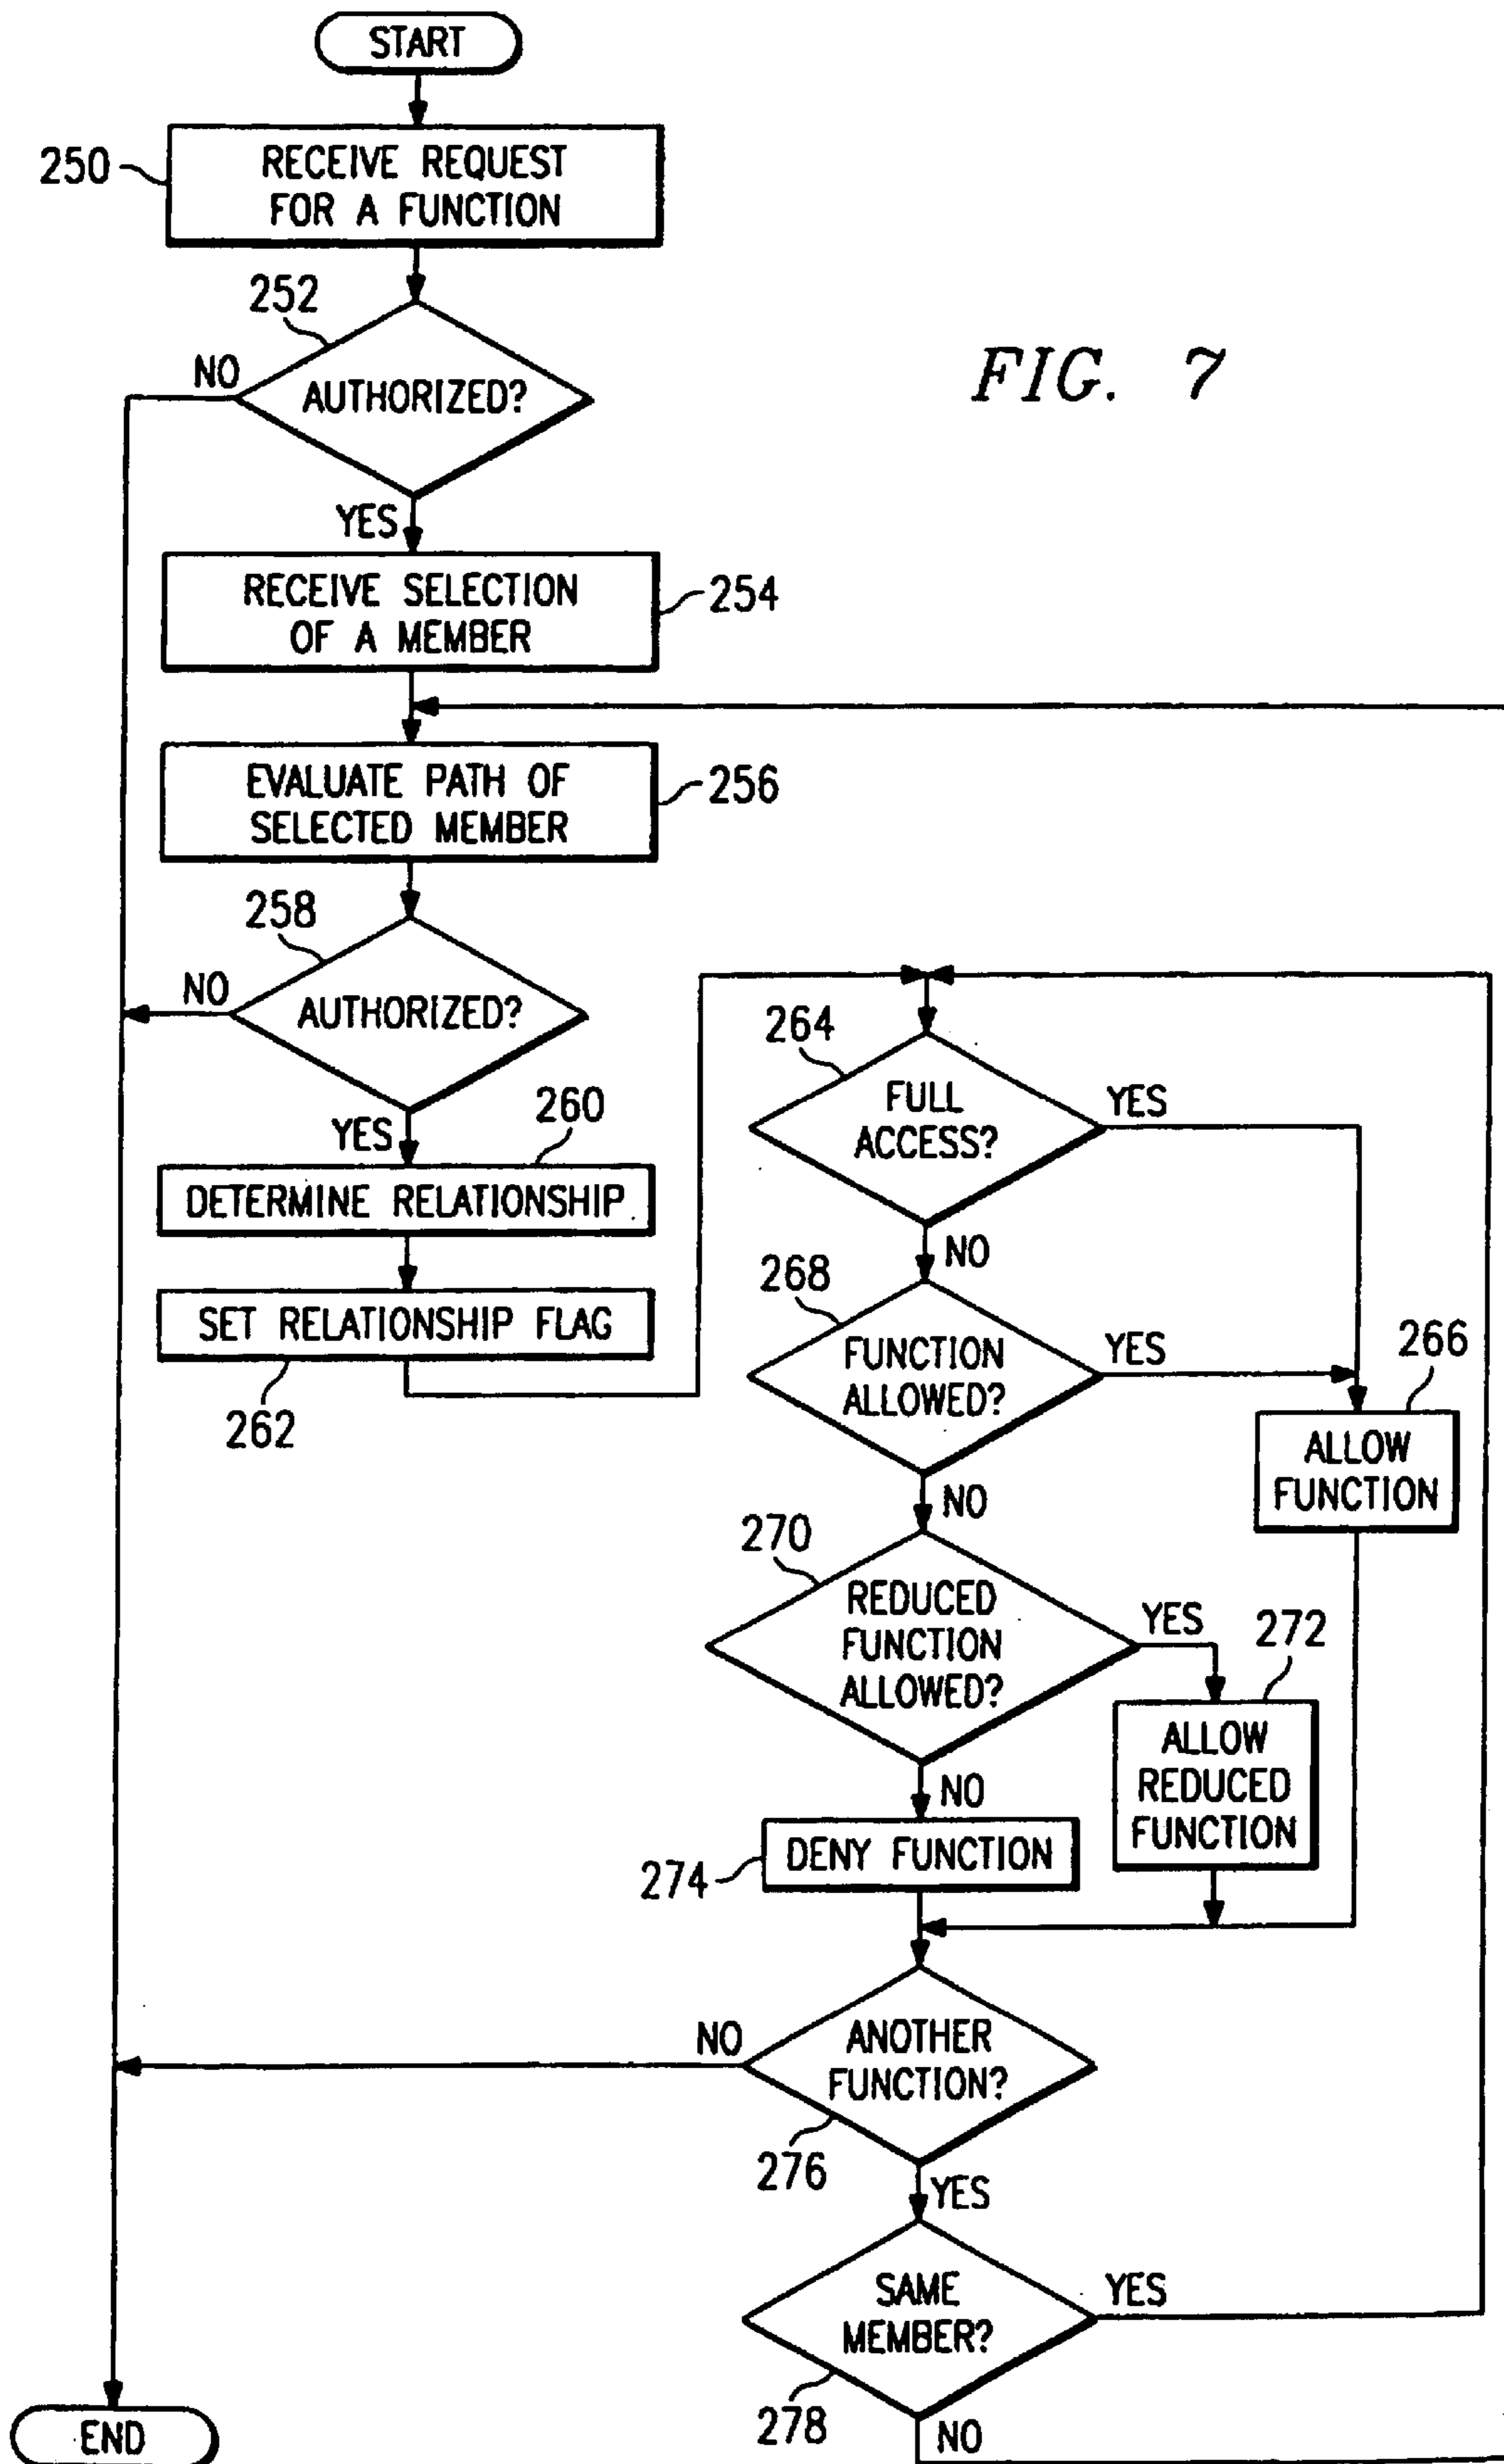 START
250
RECEIVE REQUEST
FOR A FUNCTION
252
NO
AUTHORIZED?
FIG. 7
YES
RECEIVE SELECTION
OF A MEMBER
254
EVALUATE PATH OF
SELECTED MEMBER
256
258
NO
AUTHORIZED?
YES
260
DETERMINE RELATIONSHIP
SET RELATIONSHIP FLAG
262
264
FULL
ACCESS?
YES
NO
268
FUNCTION
ALLOWED?
YES
266
ALLOW
FUNCTION
NO
270
REDUCED
FUNCTION
ALLOWED?
YES
272
ALLOW
REDUCED
FUNCTION
NO
DENY FUNCTION
274
NO
ANOTHER
FUNCTION?
276
YES
SAME
MEMBER?
YES
278
NO
END